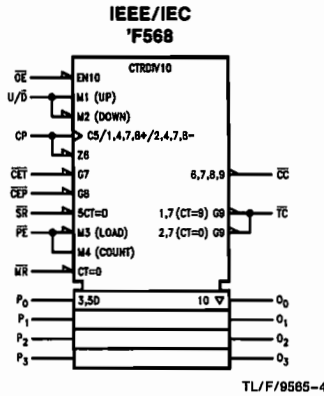 IEEE/IEC
'F568
CTRDIV10
OE EN10
U/D M1 (UP)
M2 (DOWN)
CP C5/1,4,7,8+/2,4,7,8-
Z6
CET G7 6,7,8,9 CC
CEP G8
SR 5CT=0 1,7 (CT=9) G9 TC
PE M3 (LOAD) 2,7 (CT=0) G9
M4 (COUNT)
MR CT=0
P0 3,5D 10 ▽ O0
P1 O1
P2 O2
P3 O3
TL/F/9565-4